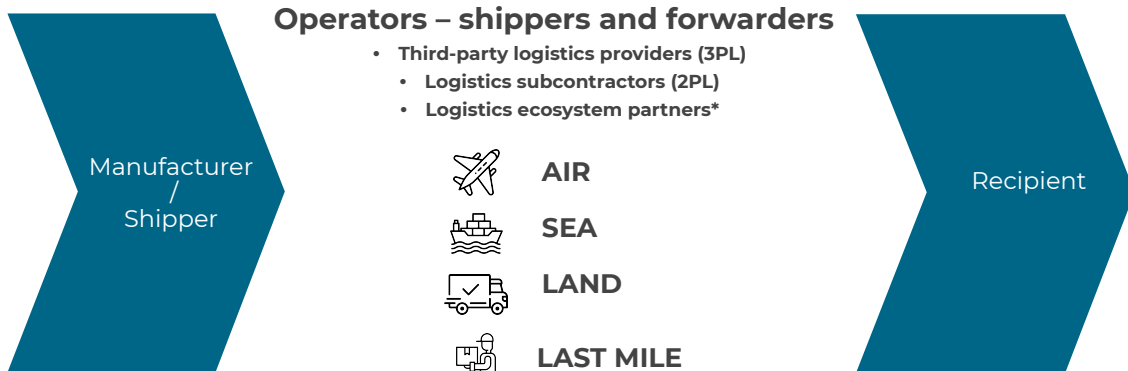 Operators – shippers and forwarders
• Third-party logistics providers (3PL)
• Logistics subcontractors (2PL)
• Logistics ecosystem partners*
Manufacturer
/
Shipper
AIR
SEA
LAND
LAST MILE
Recipient